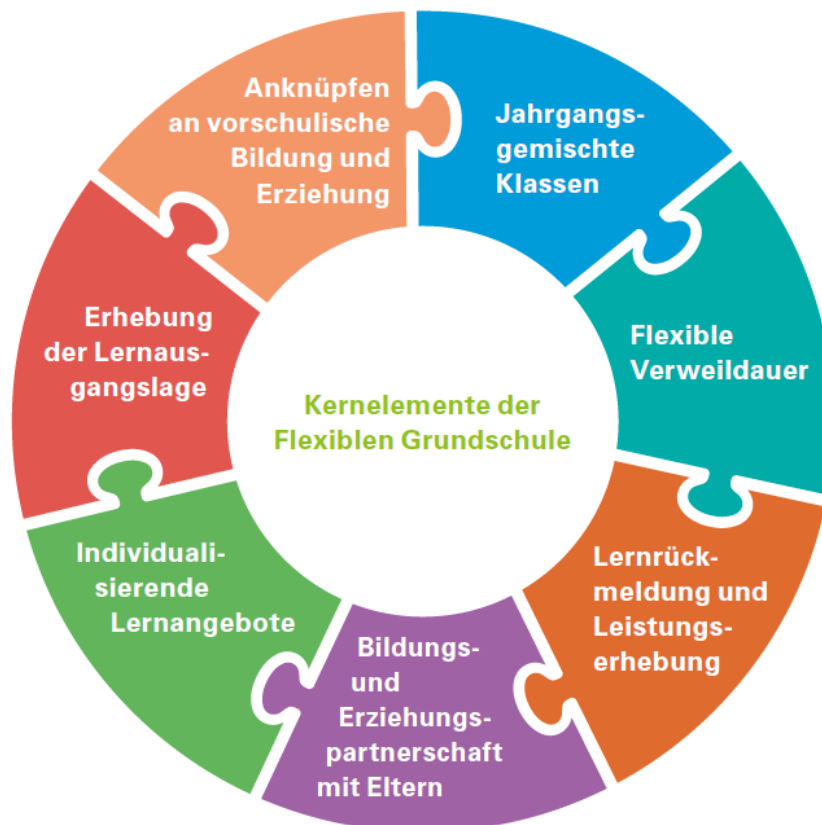 Kernelemente der
Flexiblen Grundschule
Jahrgangs-
gemischte
Klassen
Flexible
Verweildauer
Lernrück-
meldung und
Leistungs-
erhebung
Bildungs-
und
Erziehungs-
partnerschaft
mit Eltern
Individuali-
sierende
Lernangebote
Erhebung
der Lernaus-
gangslage
Anknüpfen
an vorschulische
Bildung und
Erziehung